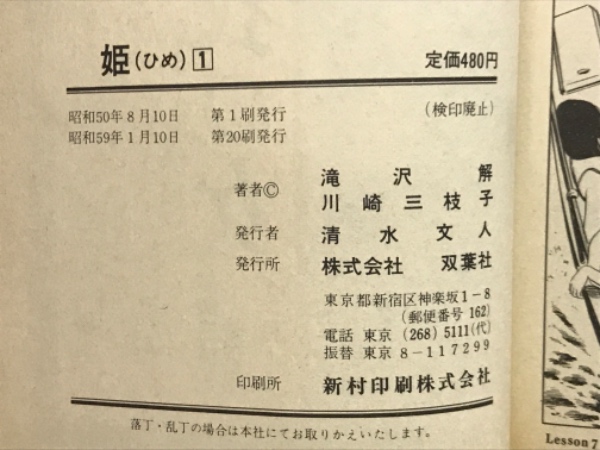 姫(ひめ)1 定価480円
昭和50年8月10日 第1刷発行 (検印廃止)
昭和59年1月10日 第20刷発行
著者© 滝沢解
川崎三枝子
発行者 清水文人
発行所 株式会社 双葉社
東京都新宿区神楽坂1-8
(郵便番号162)
電話 東京 (268) 5111(代)
振替 東京 8-117299
印刷所 新村印刷株式会社
落丁・乱丁の場合は本社にてお取りかえいたします。
Lesson 7